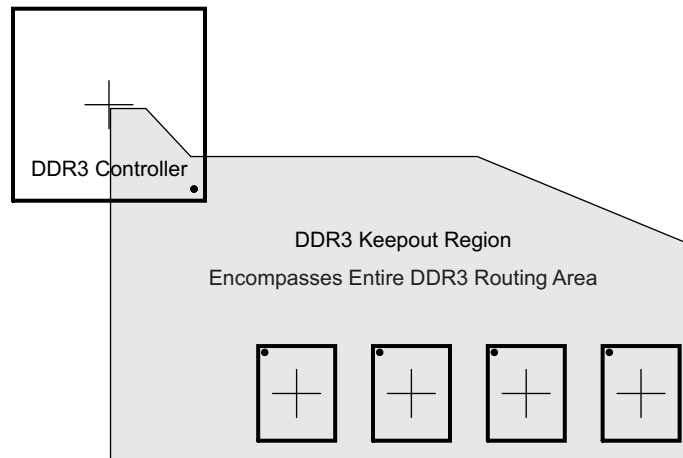 DDR3 Controller
DDR3 Keepout Region
Encompasses Entire DDR3 Routing Area